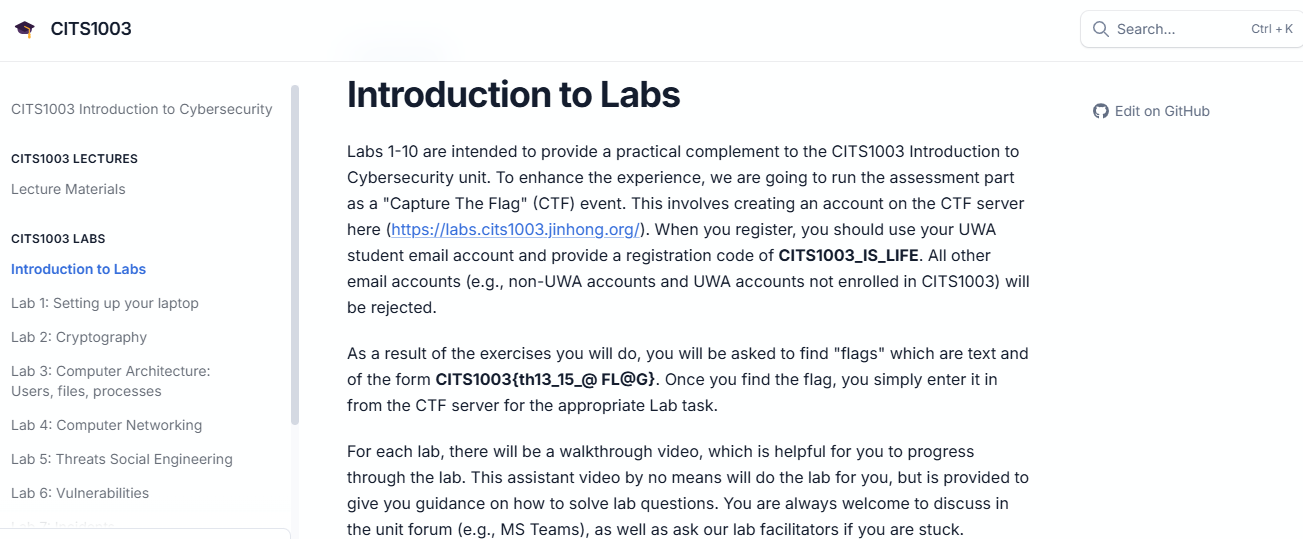 CITS1003
Search...
Ctrl + K
CITS1003 Introduction to Cybersecurity
CITS1003 LECTURES
Lecture Materials
CITS1003 LABS
Introduction to Labs
Lab 1: Setting up your laptop
Lab 2: Cryptography
Lab 3: Computer Architecture:
Users, files, processes
Lab 4: Computer Networking
Lab 5: Threats Social Engineering
Lab 6: Vulnerabilities
Lab 7: Incidents
Introduction to Labs
Labs 1-10 are intended to provide a practical complement to the CITS1003 Introduction to
Cybersecurity unit. To enhance the experience, we are going to run the assessment part
as a "Capture The Flag" (CTF) event. This involves creating an account on the CTF server
here (https://labs.cits1003.jinhong.org/). When you register, you should use your UWA
student email account and provide a registration code of CITS1003_IS_LIFE. All other
email accounts (e.g., non-UWA accounts and UWA accounts not enrolled in CITS1003) will
be rejected.
As a result of the exercises you will do, you will be asked to find "flags" which are text and
of the form CITS1003{th13_15_@ FL@G}. Once you find the flag, you simply enter it in
from the CTF server for the appropriate Lab task.
For each lab, there will be a walkthrough video, which is helpful for you to progress
through the lab. This assistant video by no means will do the lab for you, but is provided to
give you guidance on how to solve lab questions. You are always welcome to discuss in
the unit forum (e.g., MS Teams), as well as ask our lab facilitators if you are stuck.
Edit on GitHub